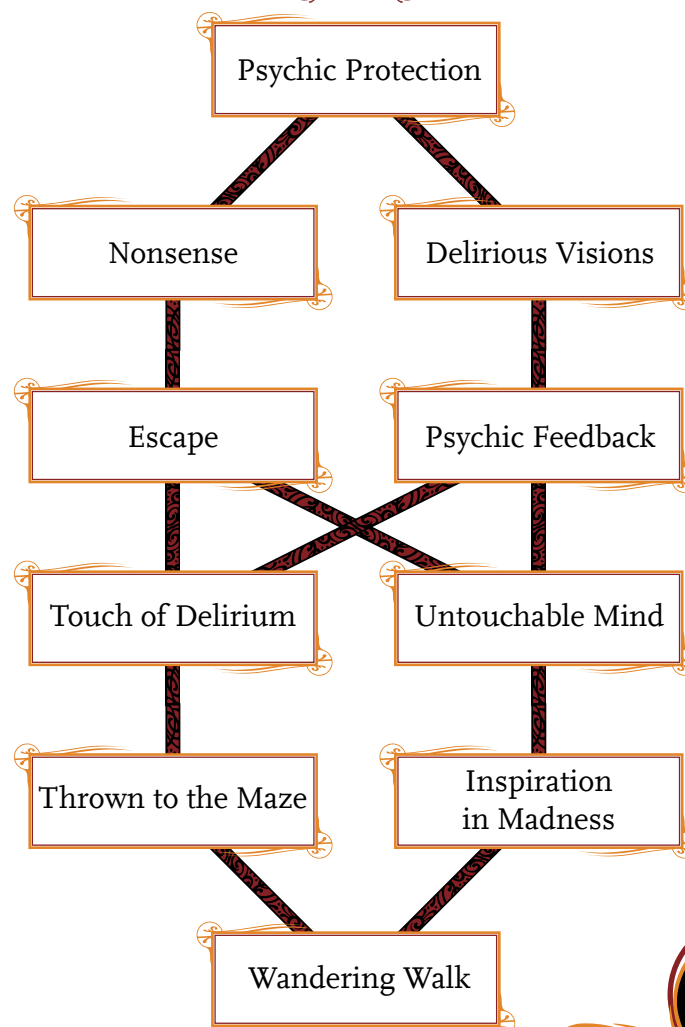 Psychic Protection
Nonsense
Delirious Visions
Escape
Psychic Feedback
Touch of Delirium
Untouchable Mind
Thrown to the Maze
Inspiration
in Madness
Wandering Walk